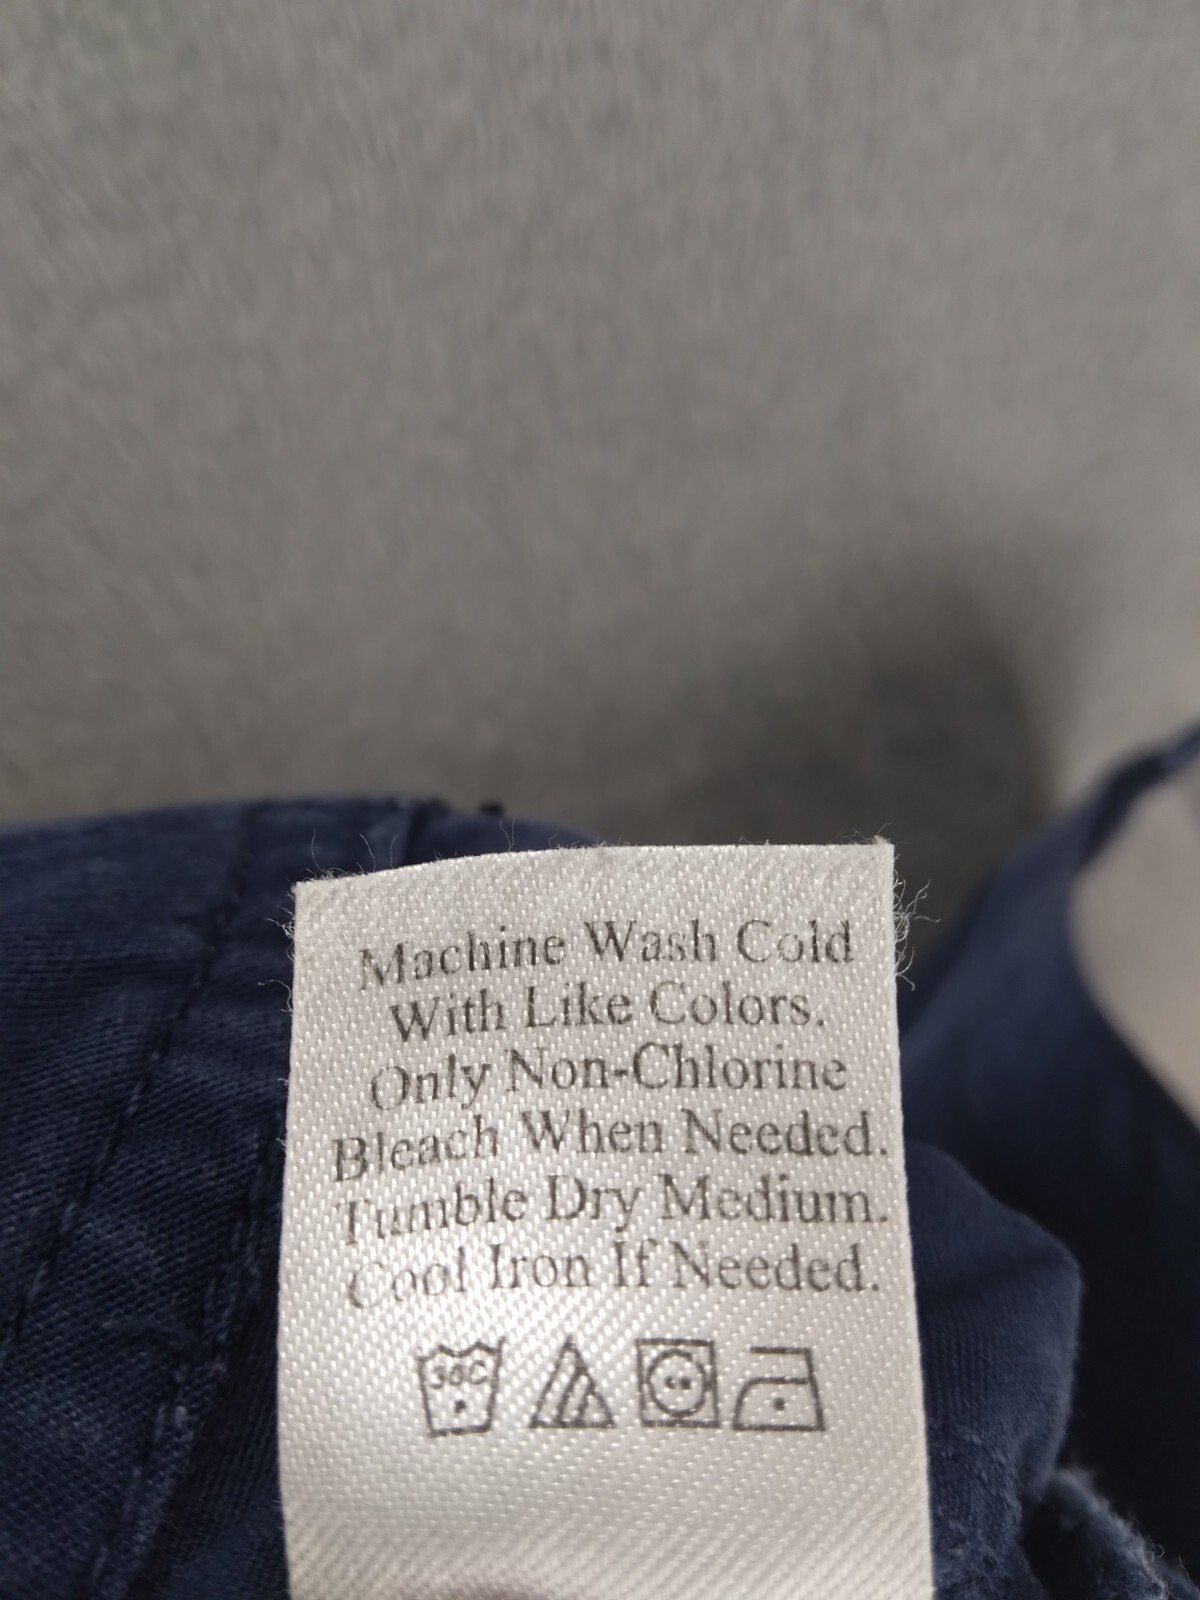 Machine Wash Cold
With Like Colors.
Only Non-Chlorine
Bleach When Needed.
Tumble Dry Medium.
Cool Iron If Needed.
30C